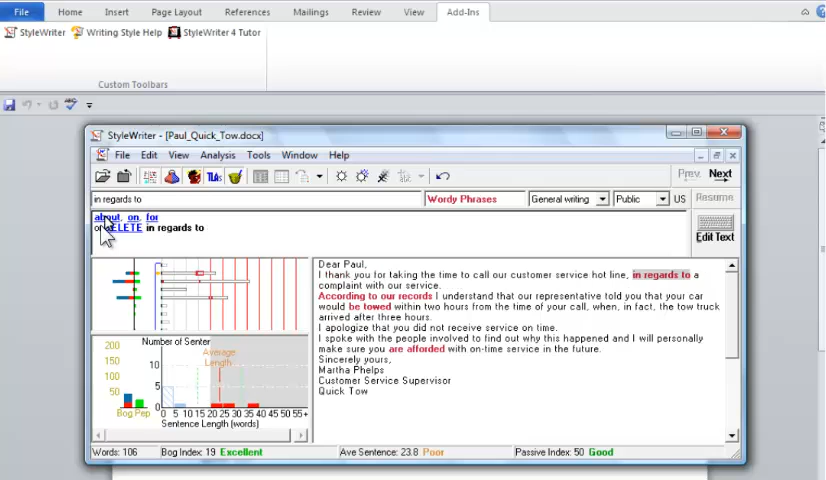 File Home Insert Page Layout References Mailings Review View Add-Ins
StyleWriter Writing Style Help StyleWriter 4 Tutor
Custom Toolbars
StyleWriter - [Paul_Quick_Tow.docx]
File Edit View Analysis Tools Window Help
TLAs Prev. Next
in regards to Wordy Phrases General writing Public US Resume
about, on, for
or DELETE in regards to
Edit Text
Dear Paul,
I thank you for taking the time to call our customer service hot line, in regards to a
complaint with our service.
According to our records I understand that our representative told you that your car
would be towed within two hours from the time of your call, when, in fact, the tow truck
arrived after three hours.
I apologize that you did not receive service on time.
I spoke with the people involved to find out why this happened and I will personally
make sure you are afforded with on-time service in the future.
Sincerely yours,
Martha Phelps
Customer Service Supervisor
Quick Tow
200
150
100
50
Bog Pep
Number of Senter
Average
Length
10
5
0
0 5 10 15 20 25 30 35 40 45 50 55+
Sentence Length (words)
Words: 106 Bog Index: 19 Excellent Ave Sentence: 23.8 Poor Passive Index: 50 Good